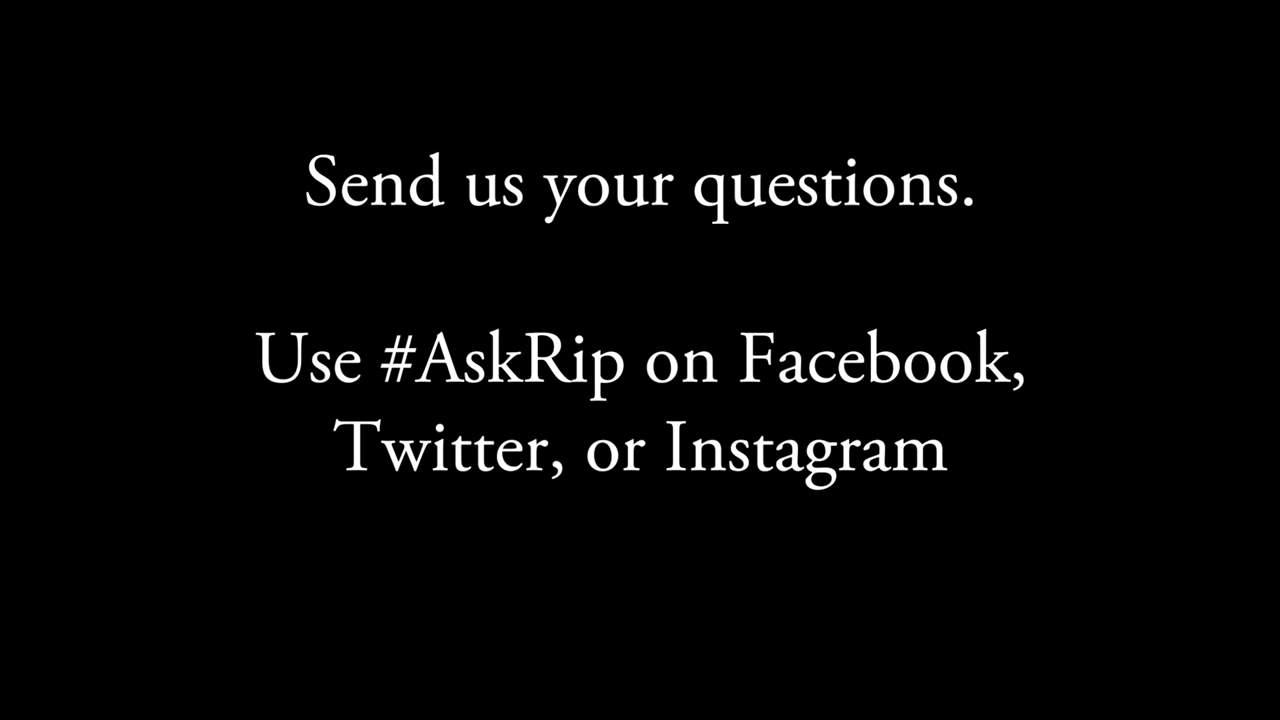 Send us your questions.
Use #AskRip on Facebook,
Twitter, or Instagram